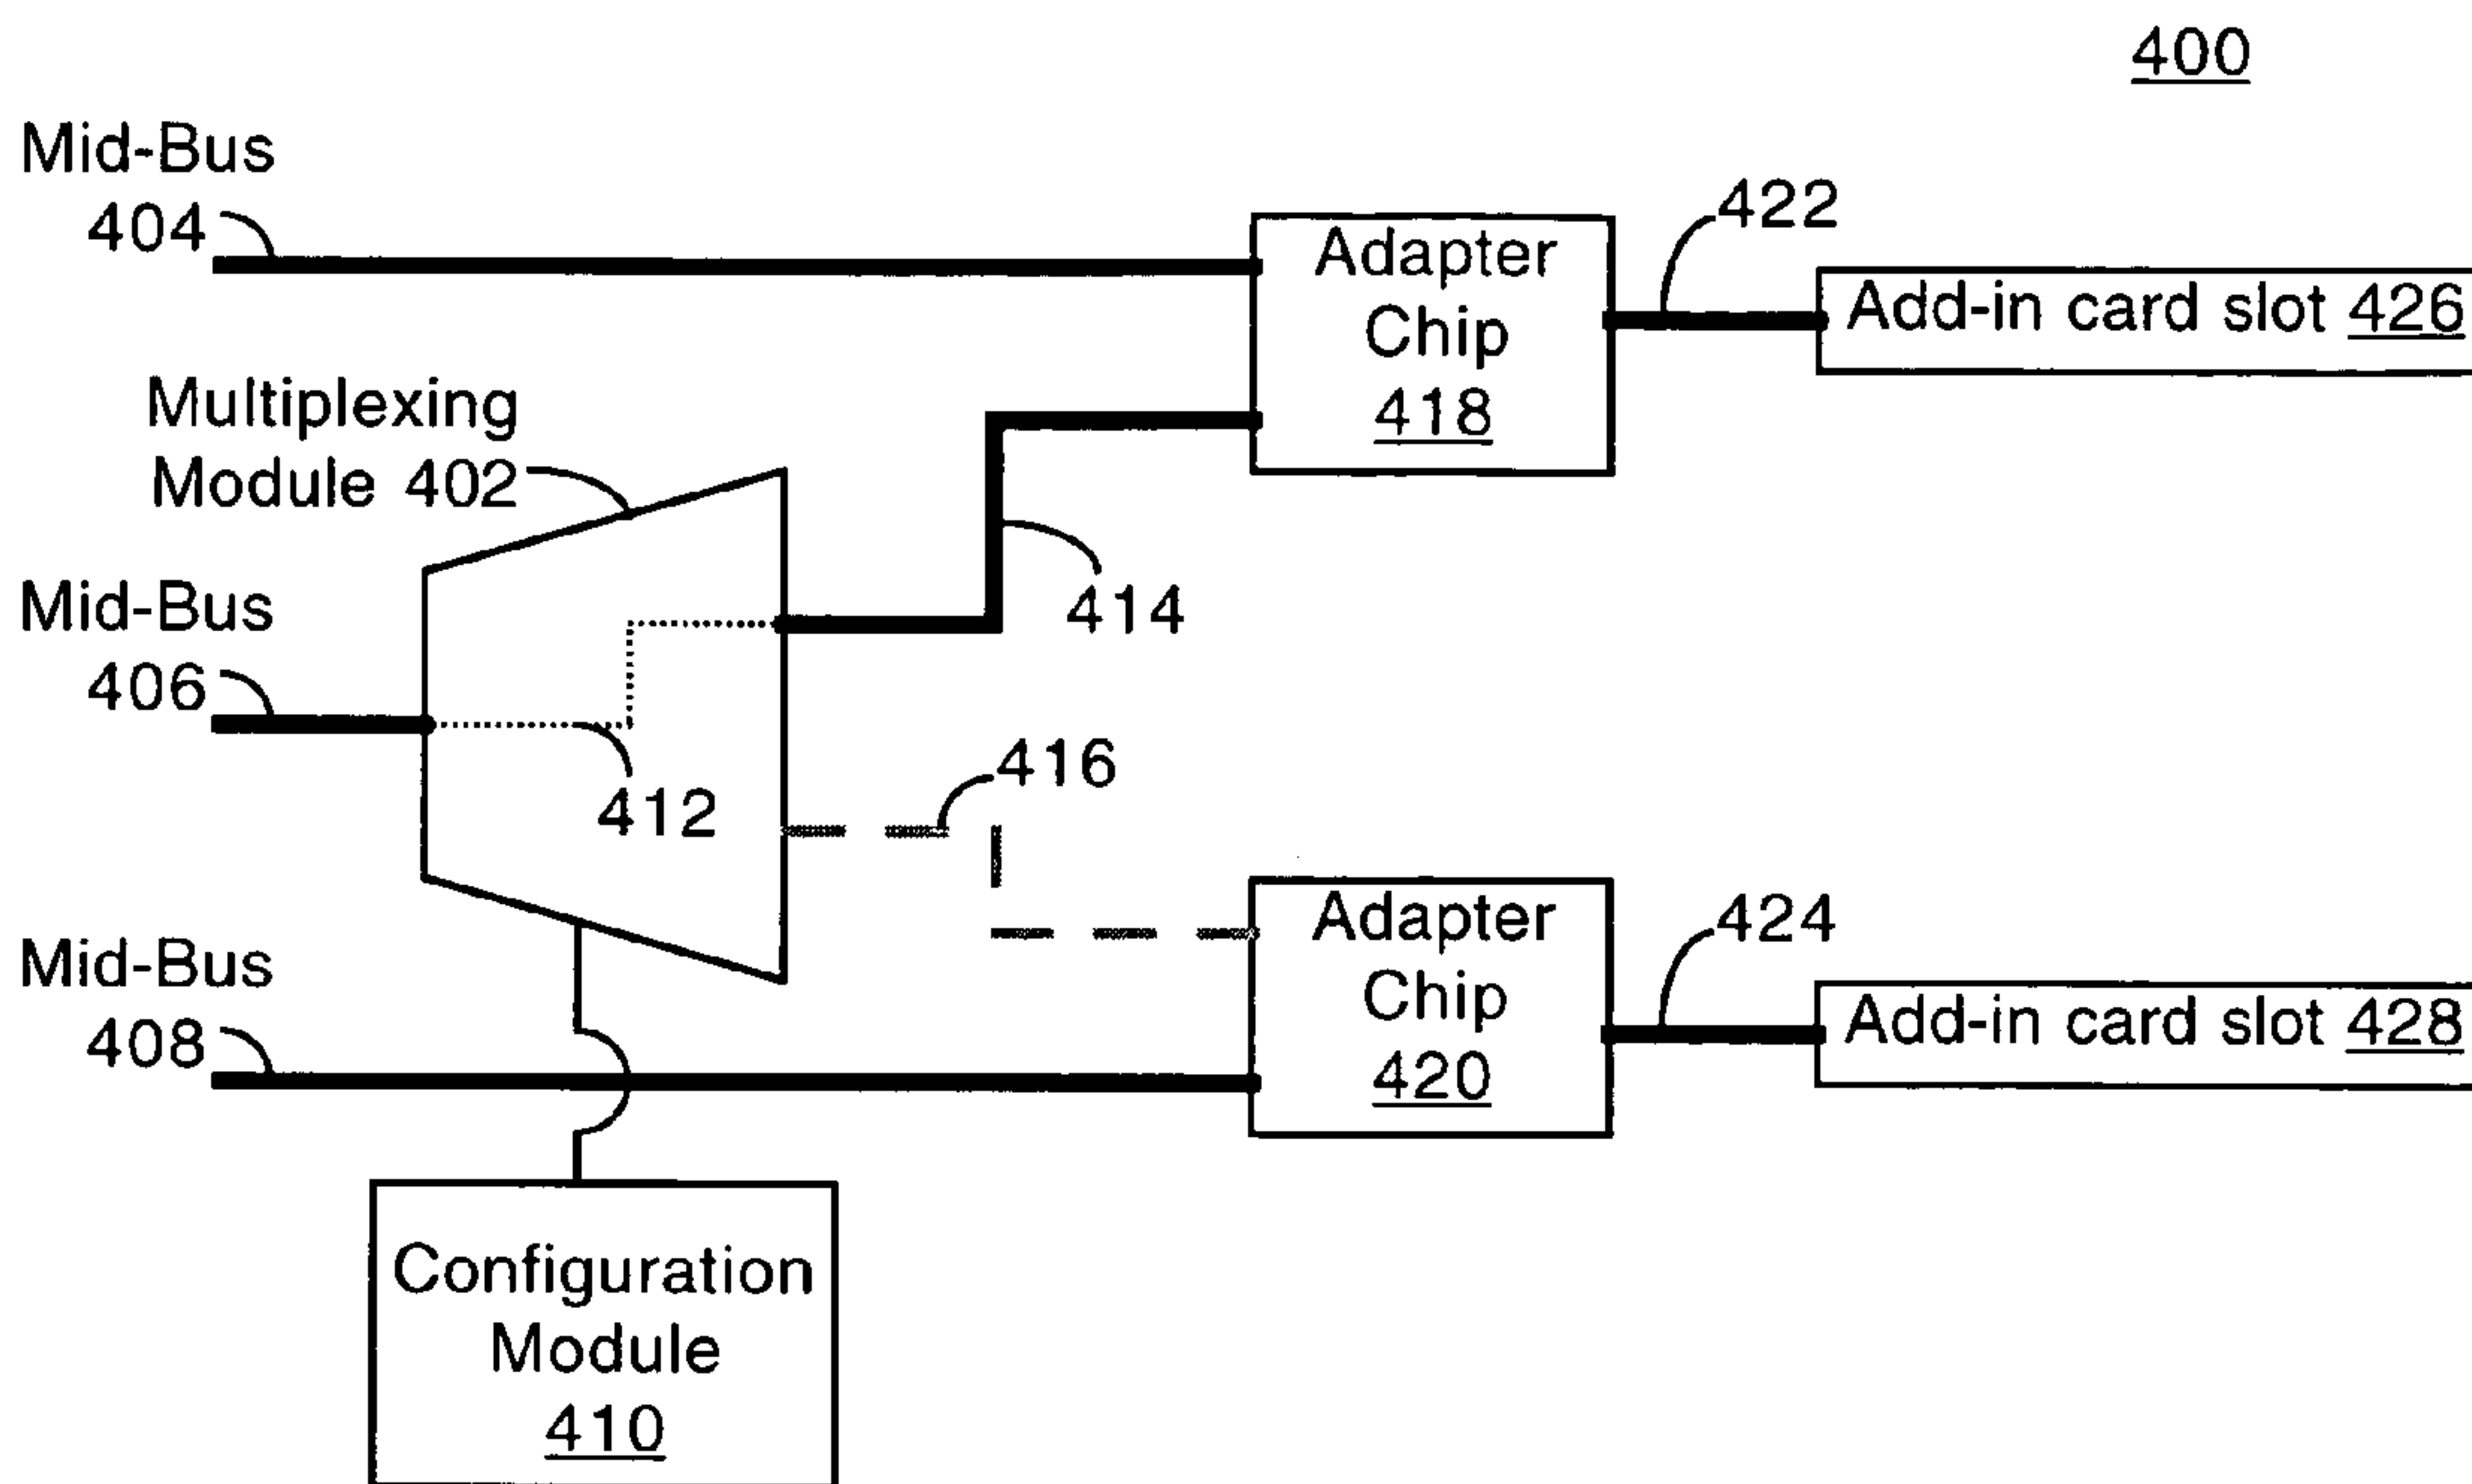 400
Mid-Bus
404
422
Adapter
Chip
418
Add-in card slot 426
Multiplexing
Module 402
414
Mid-Bus
406
412
416
Adapter
Chip
420
424
Add-in card slot 428
Mid-Bus
408
Configuration
Module
410